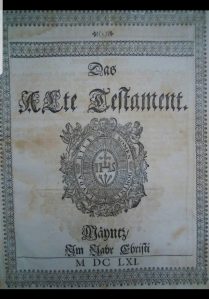 Das
Alte Testament.
Mäyntz/
Im Jahr Christi
M DC LXI.